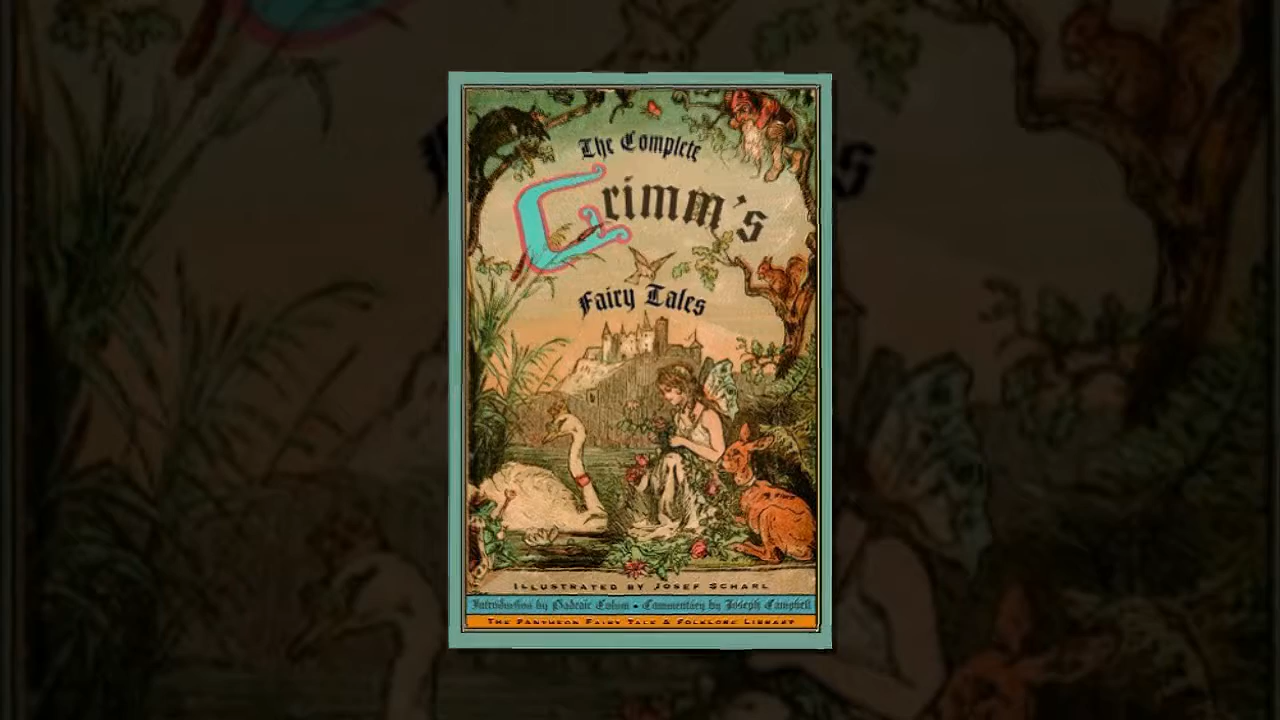 The Complete
Grimm's
Fairy Tales
ILLUSTRATED BY JOSEF SCHARL
Introduction by Padraic Colum • Commentary by Joseph Campbell
THE PANTHEON FAIRY TALE & FOLKLORE LIBRARY